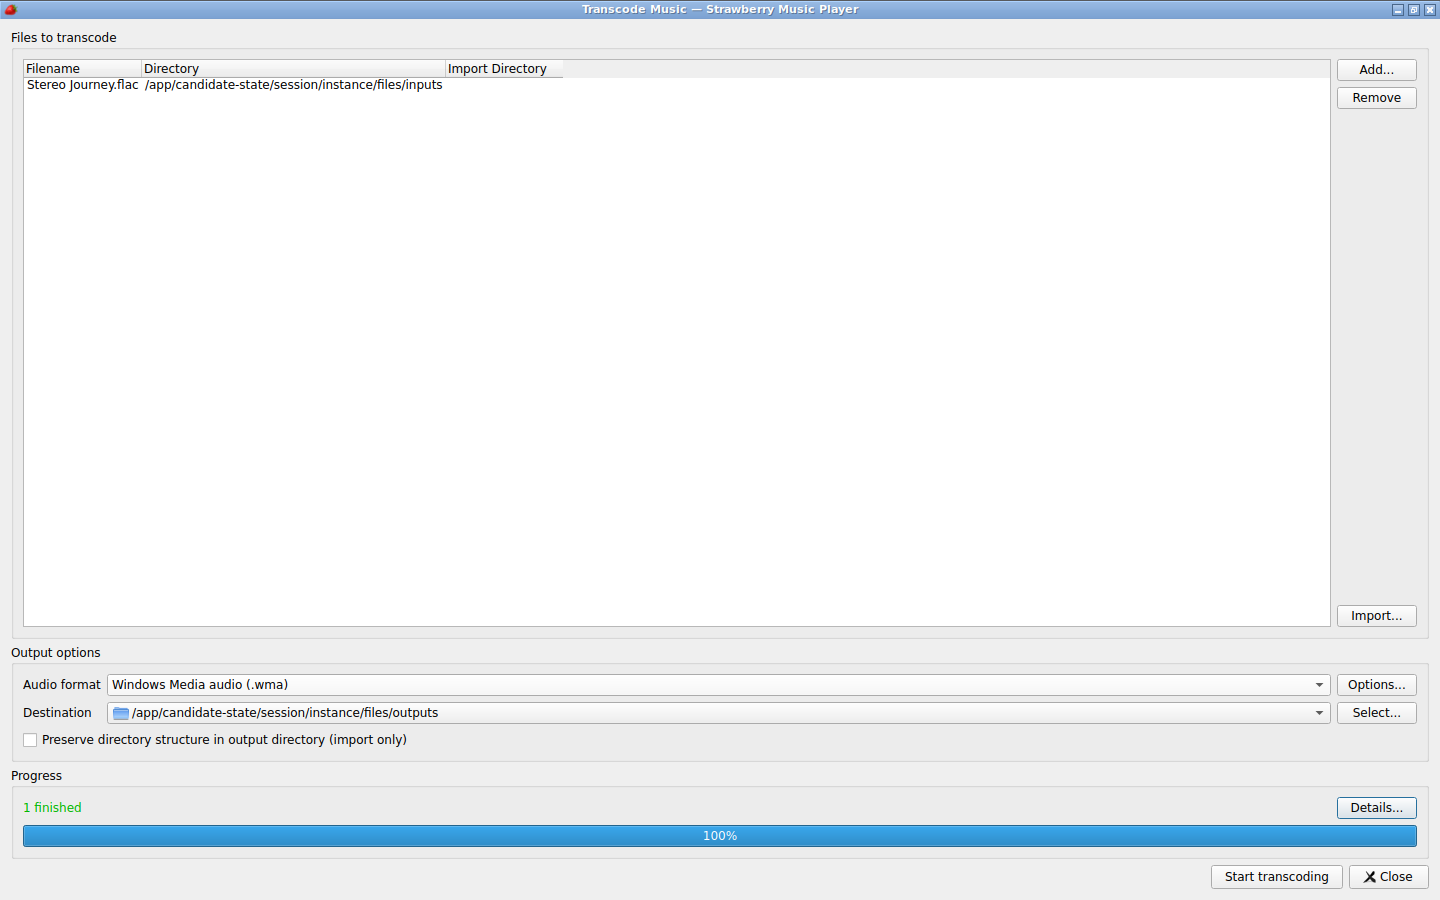 Transcode Music — Strawberry Music Player
Files to transcode
Filename Directory Import Directory
Stereo Journey.flac /app/candidate-state/session/instance/files/inputs
Add...
Remove
Import...
Output options
Audio format Windows Media audio (.wma) Options...
Destination /app/candidate-state/session/instance/files/outputs Select...
Preserve directory structure in output directory (import only)
Progress
1 finished Details...
100%
Start transcoding Close